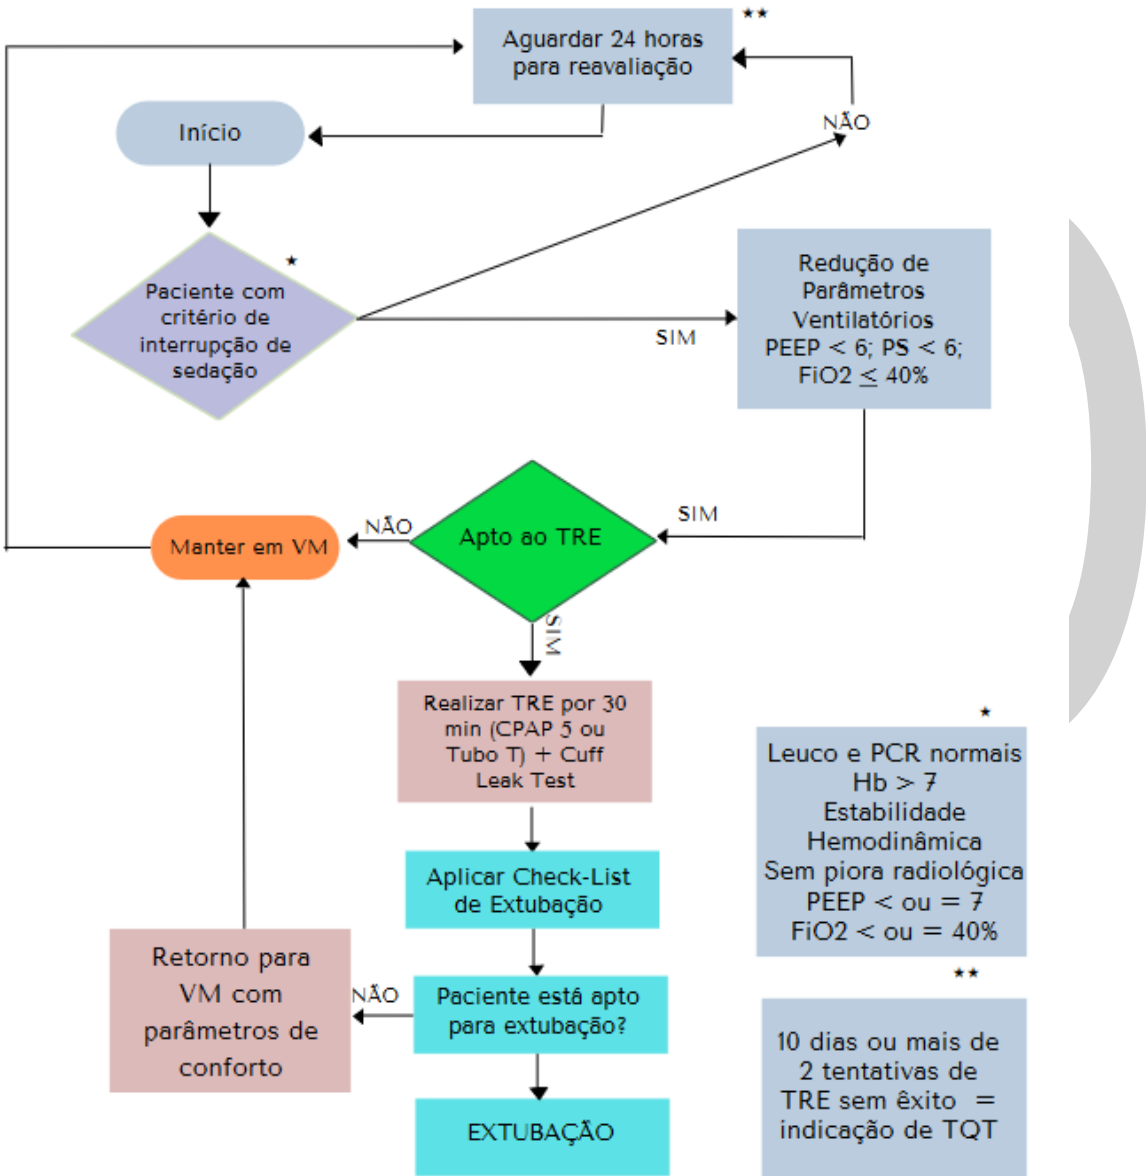 ★★
Aguardar 24 horas
para reavaliação
Início
NÃO
★
Paciente com
critério de
interrupção de
sedação
SIM
Redução de
Parâmetros
Ventilatórios
PEEP < 6; PS < 6;
FiO2 ≤ 40%
SIM
Apto ao TRE
NÃO
Manter em VM
SIM
Realizar TRE por 30
min (CPAP 5 ou
Tubo T) + Cuff
Leak Test
Aplicar Check-List
de Extubação
Paciente está apto
para extubação?
NÃO
Retorno para
VM com
parâmetros de
conforto
EXTUBAÇÃO
★
Leuco e PCR normais
Hb > 7
Estabilidade
Hemodinâmica
Sem piora radiológica
PEEP < ou = 7
FiO2 < ou = 40%
★★
10 dias ou mais de
2 tentativas de
TRE sem êxito =
indicação de TQT